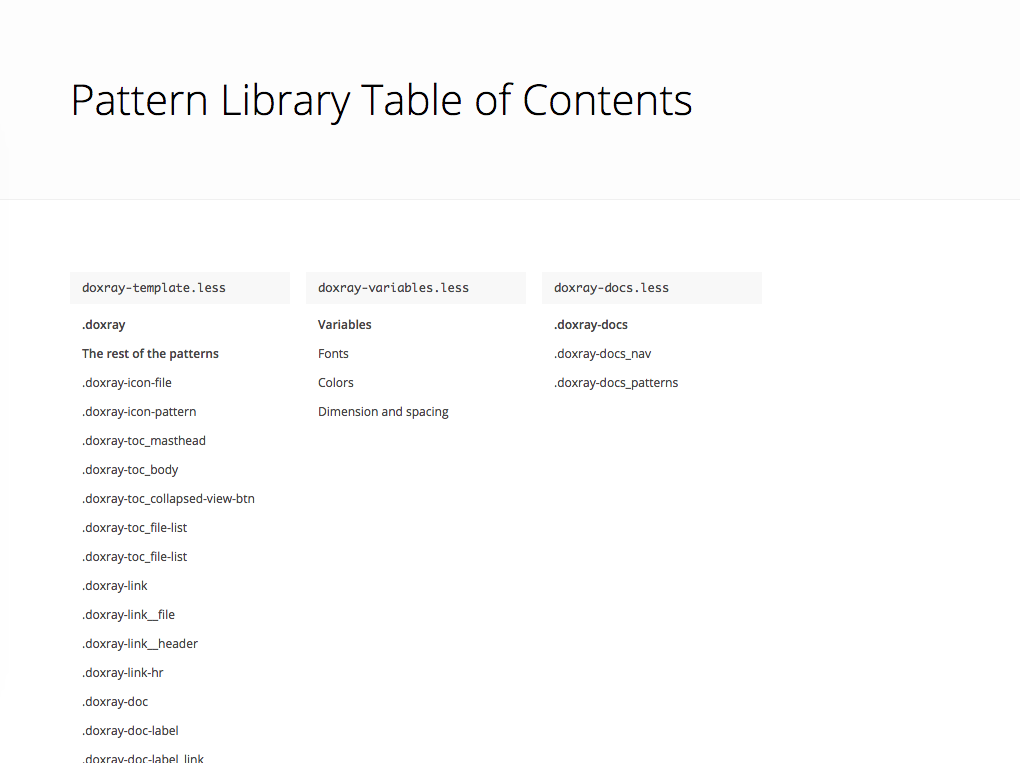 Pattern Library Table of Contents
doxray-template.less
.doxray
The rest of the patterns
.doxray-icon-file
.doxray-icon-pattern
.doxray-toc_masthead
.doxray-toc_body
.doxray-toc_collapsed-view-btn
.doxray-toc_file-list
.doxray-toc_file-list
.doxray-link
.doxray-link__file
.doxray-link__header
.doxray-link-hr
.doxray-doc
.doxray-doc-label
.doxray-doc-label_link
doxray-variables.less
Variables
Fonts
Colors
Dimension and spacing
doxray-docs.less
.doxray-docs
.doxray-docs_nav
.doxray-docs_patterns